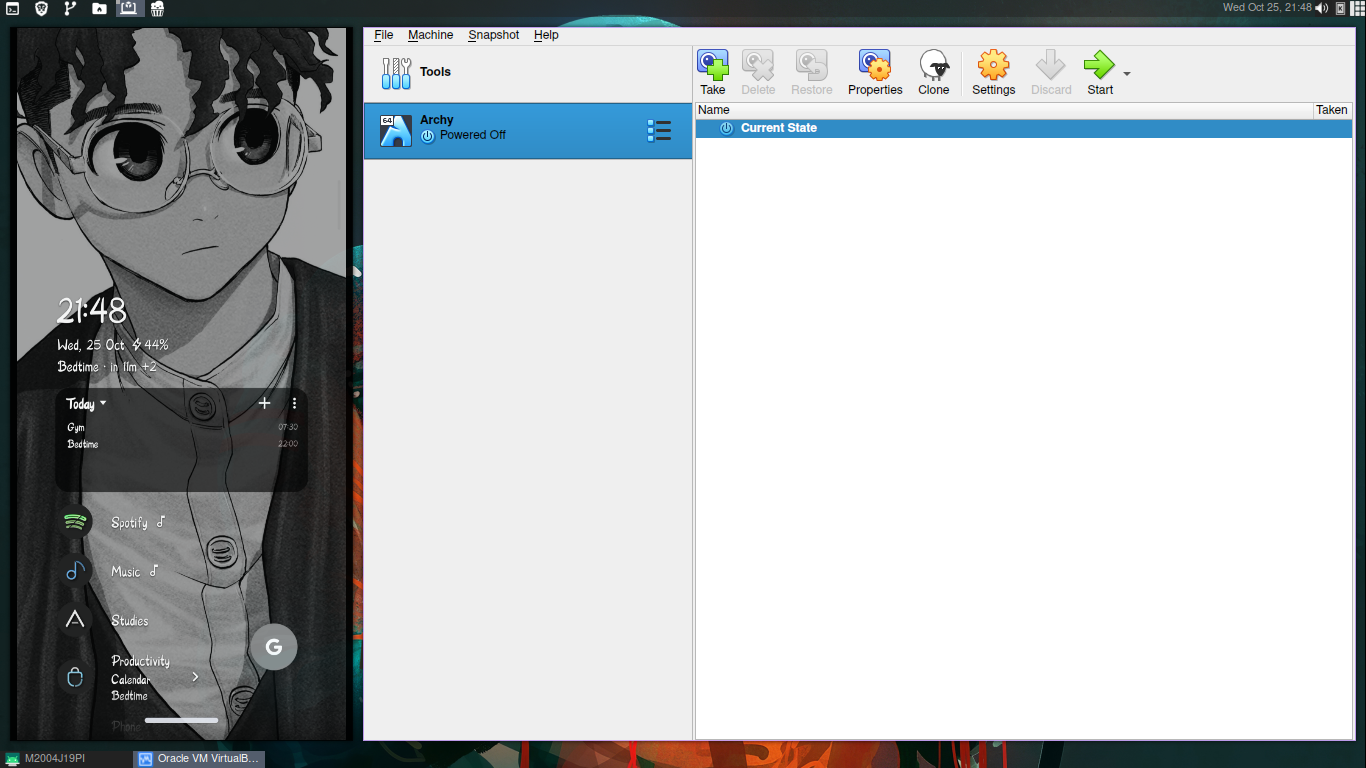 Wed Oct 25, 21:48
21:48
Wed, 25 Oct 44%
Bedtime · in 11m +2
Today
Gym 07:30
Bedtime 22:00
Spotify
Music
Studies
G
Productivity
Calendar
Bedtime
Phone
File Machine Snapshot Help
Tools
64
Archy
Powered Off
Take Delete Restore Properties Clone Settings Discard Start
Name Taken
Current State
M2004J19PI Oracle VM VirtualB...